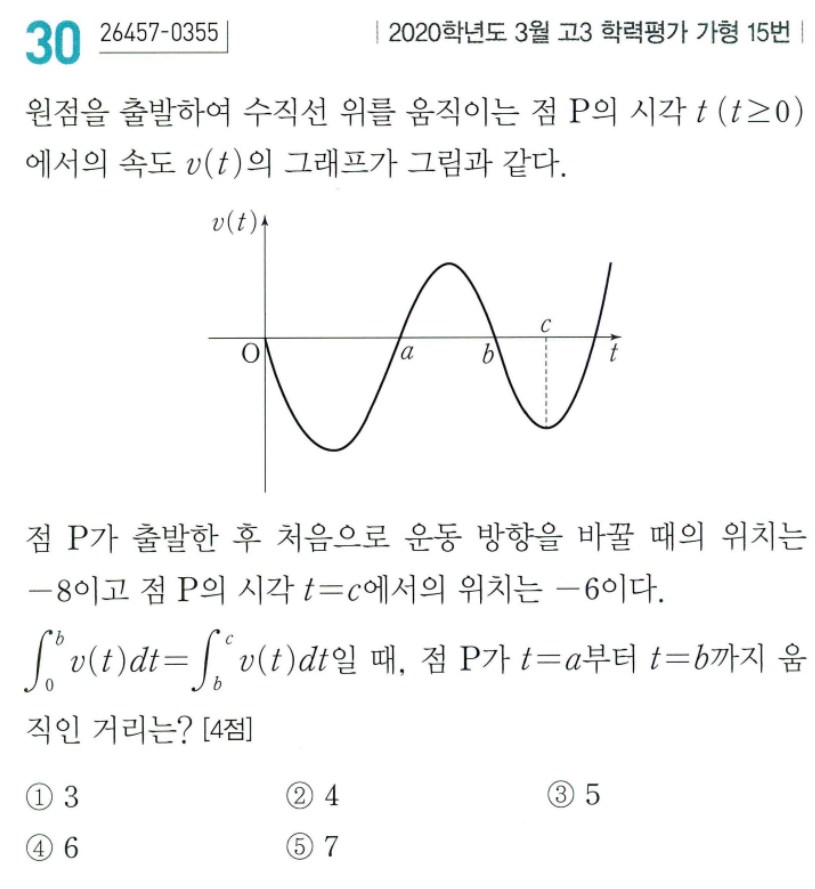 30 26457-0355 | 2020학년도 3월 고3 학력평가 가형 15번 |
원점을 출발하여 수직선 위를 움직이는 점 P의 시각 t (t≥0)
에서의 속도 v(t)의 그래프가 그림과 같다.
v(t)
c
O a b t
점 P가 출발한 후 처음으로 운동 방향을 바꿀 때의 위치는
−8이고 점 P의 시각 t=c에서의 위치는 −6이다.
∫₀ᵇ v(t)dt=∫_b^c v(t)dt일 때, 점 P가 t=a부터 t=b까지 움
직인 거리는? [4점]
① 3 ② 4 ③ 5
④ 6 ⑤ 7